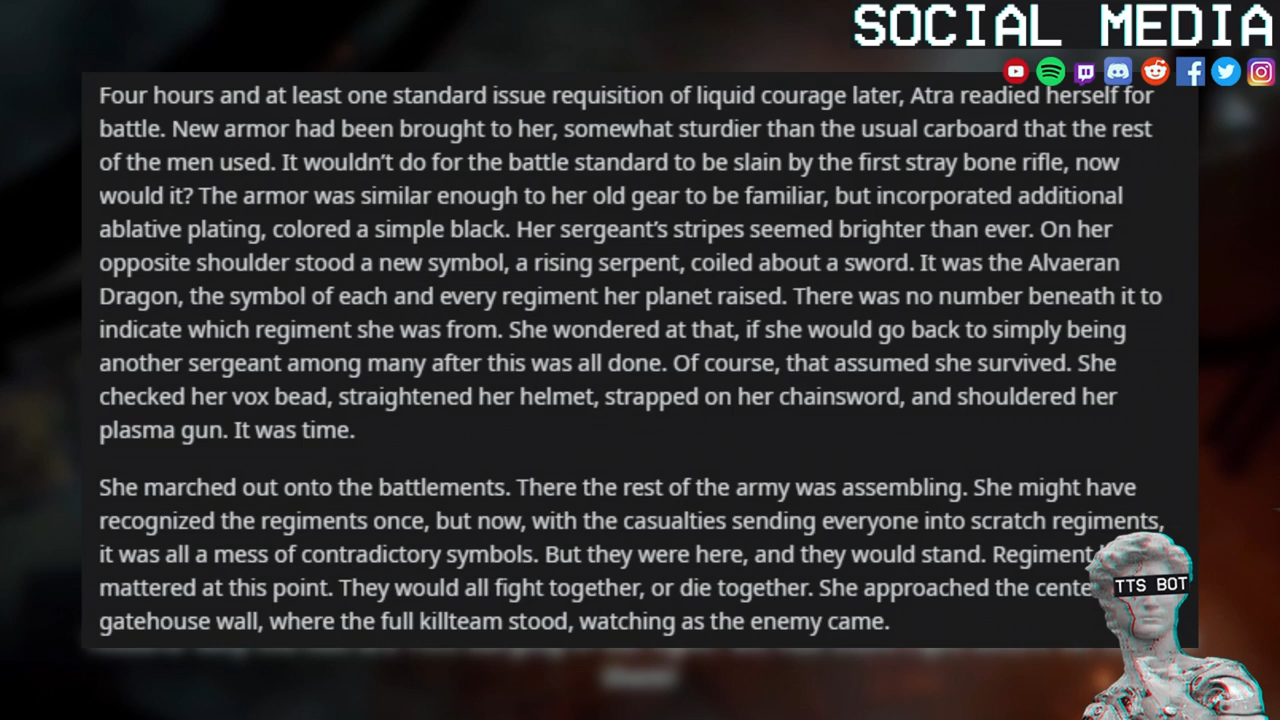 SOCIAL MEDIA
Four hours and at least one standard issue requisition of liquid courage later, Atra readied herself for
battle. New armor had been brought to her, somewhat sturdier than the usual carboard that the rest
of the men used. It wouldn't do for the battle standard to be slain by the first stray bone rifle, now
would it? The armor was similar enough to her old gear to be familiar, but incorporated additional
ablative plating, colored a simple black. Her sergeant's stripes seemed brighter than ever. On her
opposite shoulder stood a new symbol, a rising serpent, coiled about a sword. It was the Alvaeran
Dragon, the symbol of each and every regiment her planet raised. There was no number beneath it to
indicate which regiment she was from. She wondered at that, if she would go back to simply being
another sergeant among many after this was all done. Of course, that assumed she survived. She
checked her vox bead, straightened her helmet, strapped on her chainsword, and shouldered her
plasma gun. It was time.
She marched out onto the battlements. There the rest of the army was assembling. She might have
recognized the regiments once, but now, with the casualties sending everyone into scratch regiments,
it was all a mess of contradictory symbols. But they were here, and they would stand. Regiment
mattered at this point. They would all fight together, or die together. She approached the
gatehouse wall, where the full killteam stood, watching as the enemy came.
TTS BOT